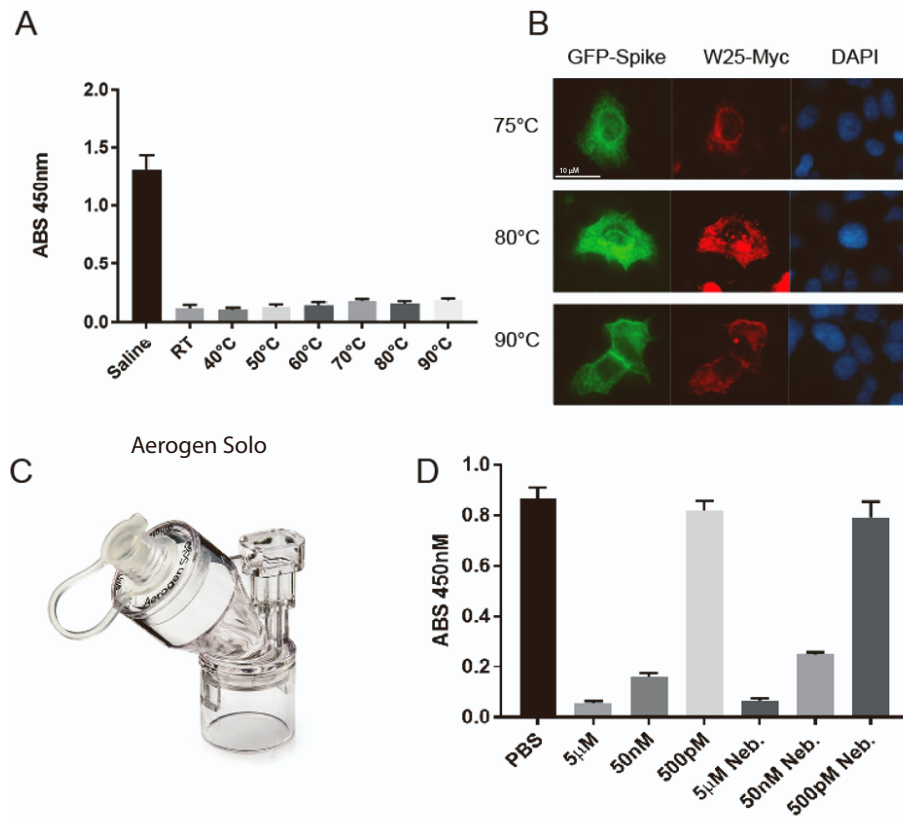 A
ABS 450nm
2.0
1.5
1.0
0.5
0.0
Saline
RT
40°C
50°C
60°C
70°C
80°C
90°C
B
GFP-Spike W25-Myc DAPI
75°C
10 µM
80°C
90°C
C
Aerogen Solo
Aerogen Solo
D
ABS 450nM
1.0
0.8
0.6
0.4
0.2
0.0
PBS
5µM
50nM
500pM
5µM Neb.
50nM Neb.
500pM Neb.